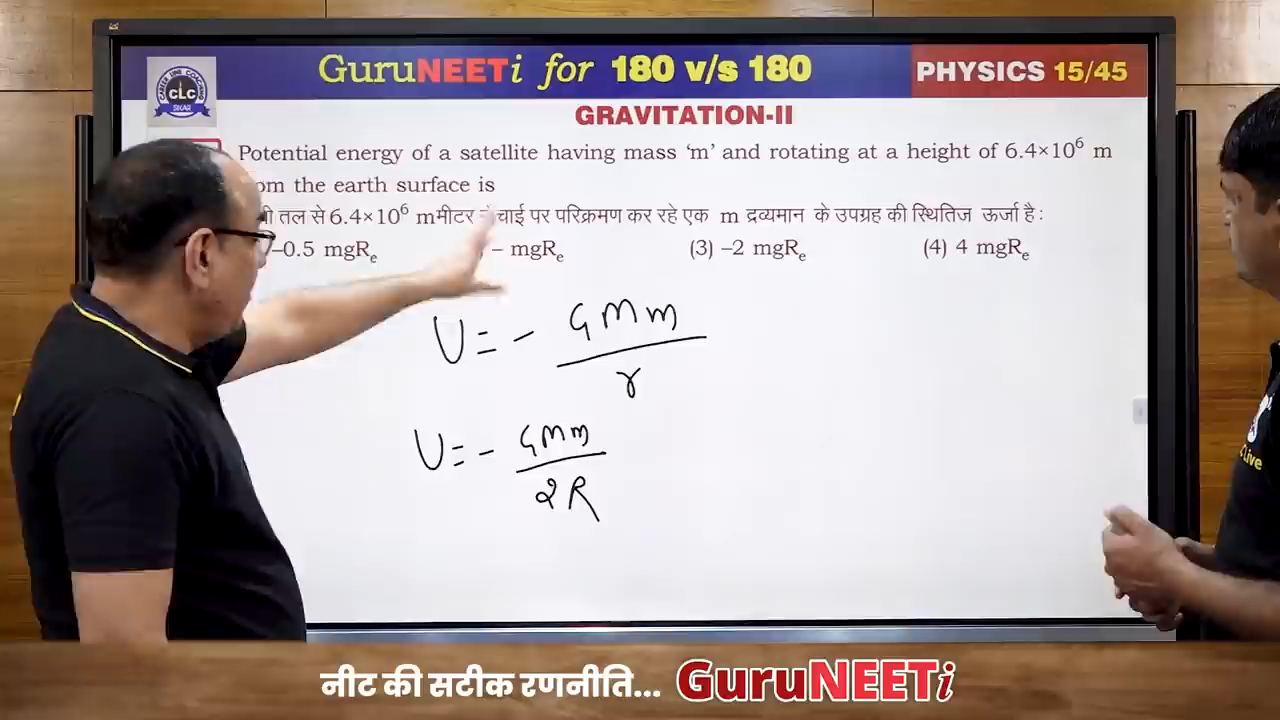 GuruNEETi for 180 v/s 180
PHYSICS 15/45
CLC
SIKAR
GRAVITATION-II
Potential energy of a satellite having mass ‘m’ and rotating at a height of 6.4×10⁶ m
the earth surface is
तल से 6.4×10⁶ mमीटर पर परिक्रमण कर रहे एक m द्रव्यमान के उपग्रह की स्थितिज ऊर्जा है :
–0.5 mgRₑ – mgRₑ (3) –2 mgRₑ (4) 4 mgRₑ
U = - GMm / r
U = - GMm / 2R
Live
नीट की सटीक रणनीति... GuruNEETi